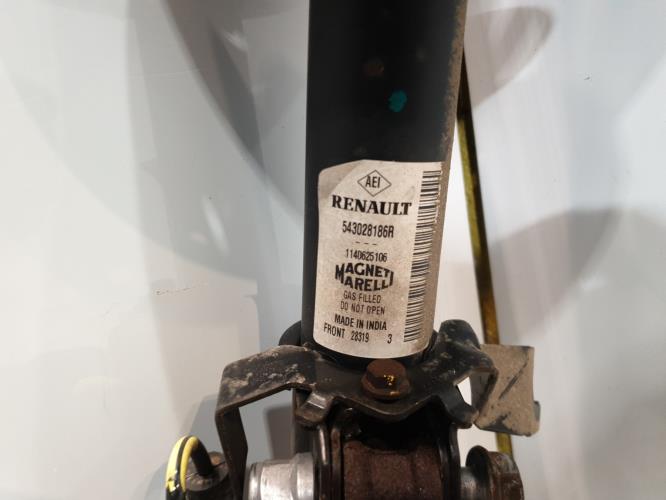 AEI
RENAULT
543028186R
- - -
1140625106
MAGNETI
MARELLI
GAS FILLED
DO NOT OPEN
MADE IN INDIA
FRONT 28319 3